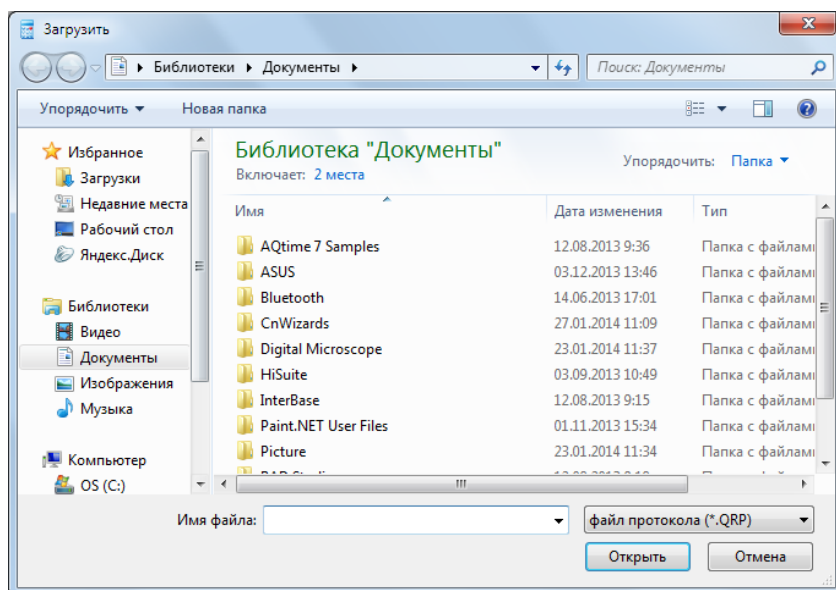 Загрузить
Библиотеки Документы
Поиск: Документы
Упорядочить Новая папка
Избранное
Загрузки
Недавние места
Рабочий стол
Яндекс.Диск
Библиотеки
Видео
Документы
Изображения
Музыка
Компьютер
OS (C:)
Библиотека "Документы"
Включает: 2 места
Упорядочить: Папка
Имя Дата изменения Тип
AQtime 7 Samples 12.08.2013 9:36 Папка с файлами
ASUS 03.12.2013 13:46 Папка с файлами
Bluetooth 14.06.2013 17:01 Папка с файлами
CnWizards 27.01.2014 11:09 Папка с файлами
Digital Microscope 23.01.2014 11:37 Папка с файлами
HiSuite 03.09.2013 10:49 Папка с файлами
InterBase 12.08.2013 9:15 Папка с файлами
Paint.NET User Files 01.11.2013 15:34 Папка с файлами
Picture 23.01.2014 11:34 Папка с файлами
Имя файла: файл протокола (*.QRP)
Открыть Отмена